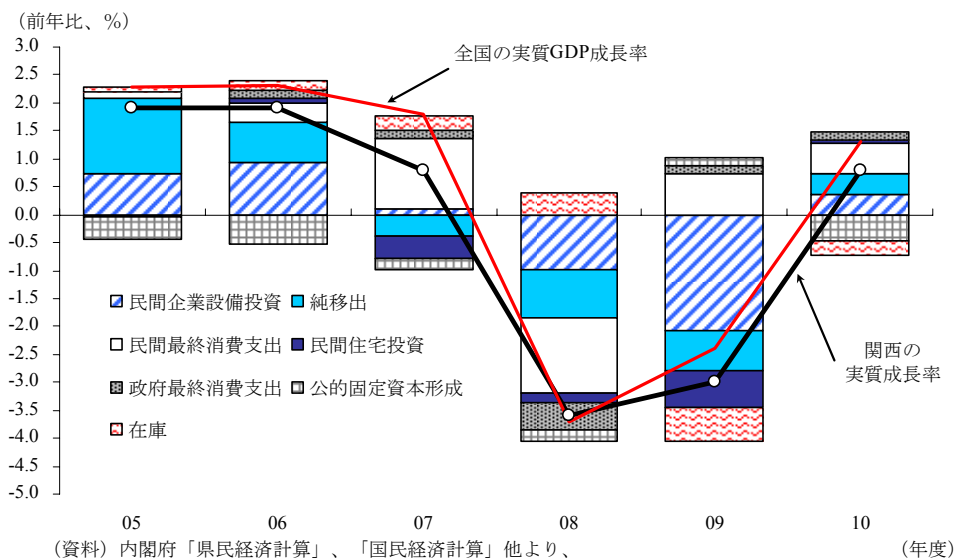 （前年比、%）
3.0
2.5
2.0
1.5
1.0
0.5
0.0
-0.5
-1.0
-1.5
-2.0
-2.5
-3.0
-3.5
-4.0
-4.5
-5.0
全国の実質GDP成長率
民間企業設備投資 純移出
民間最終消費支出 民間住宅投資
政府最終消費支出 公的固定資本形成
在庫
関西の
実質成長率
05 06 07 08 09 10
（資料）内閣府「県民経済計算」、「国民経済計算」他より、 （年度）